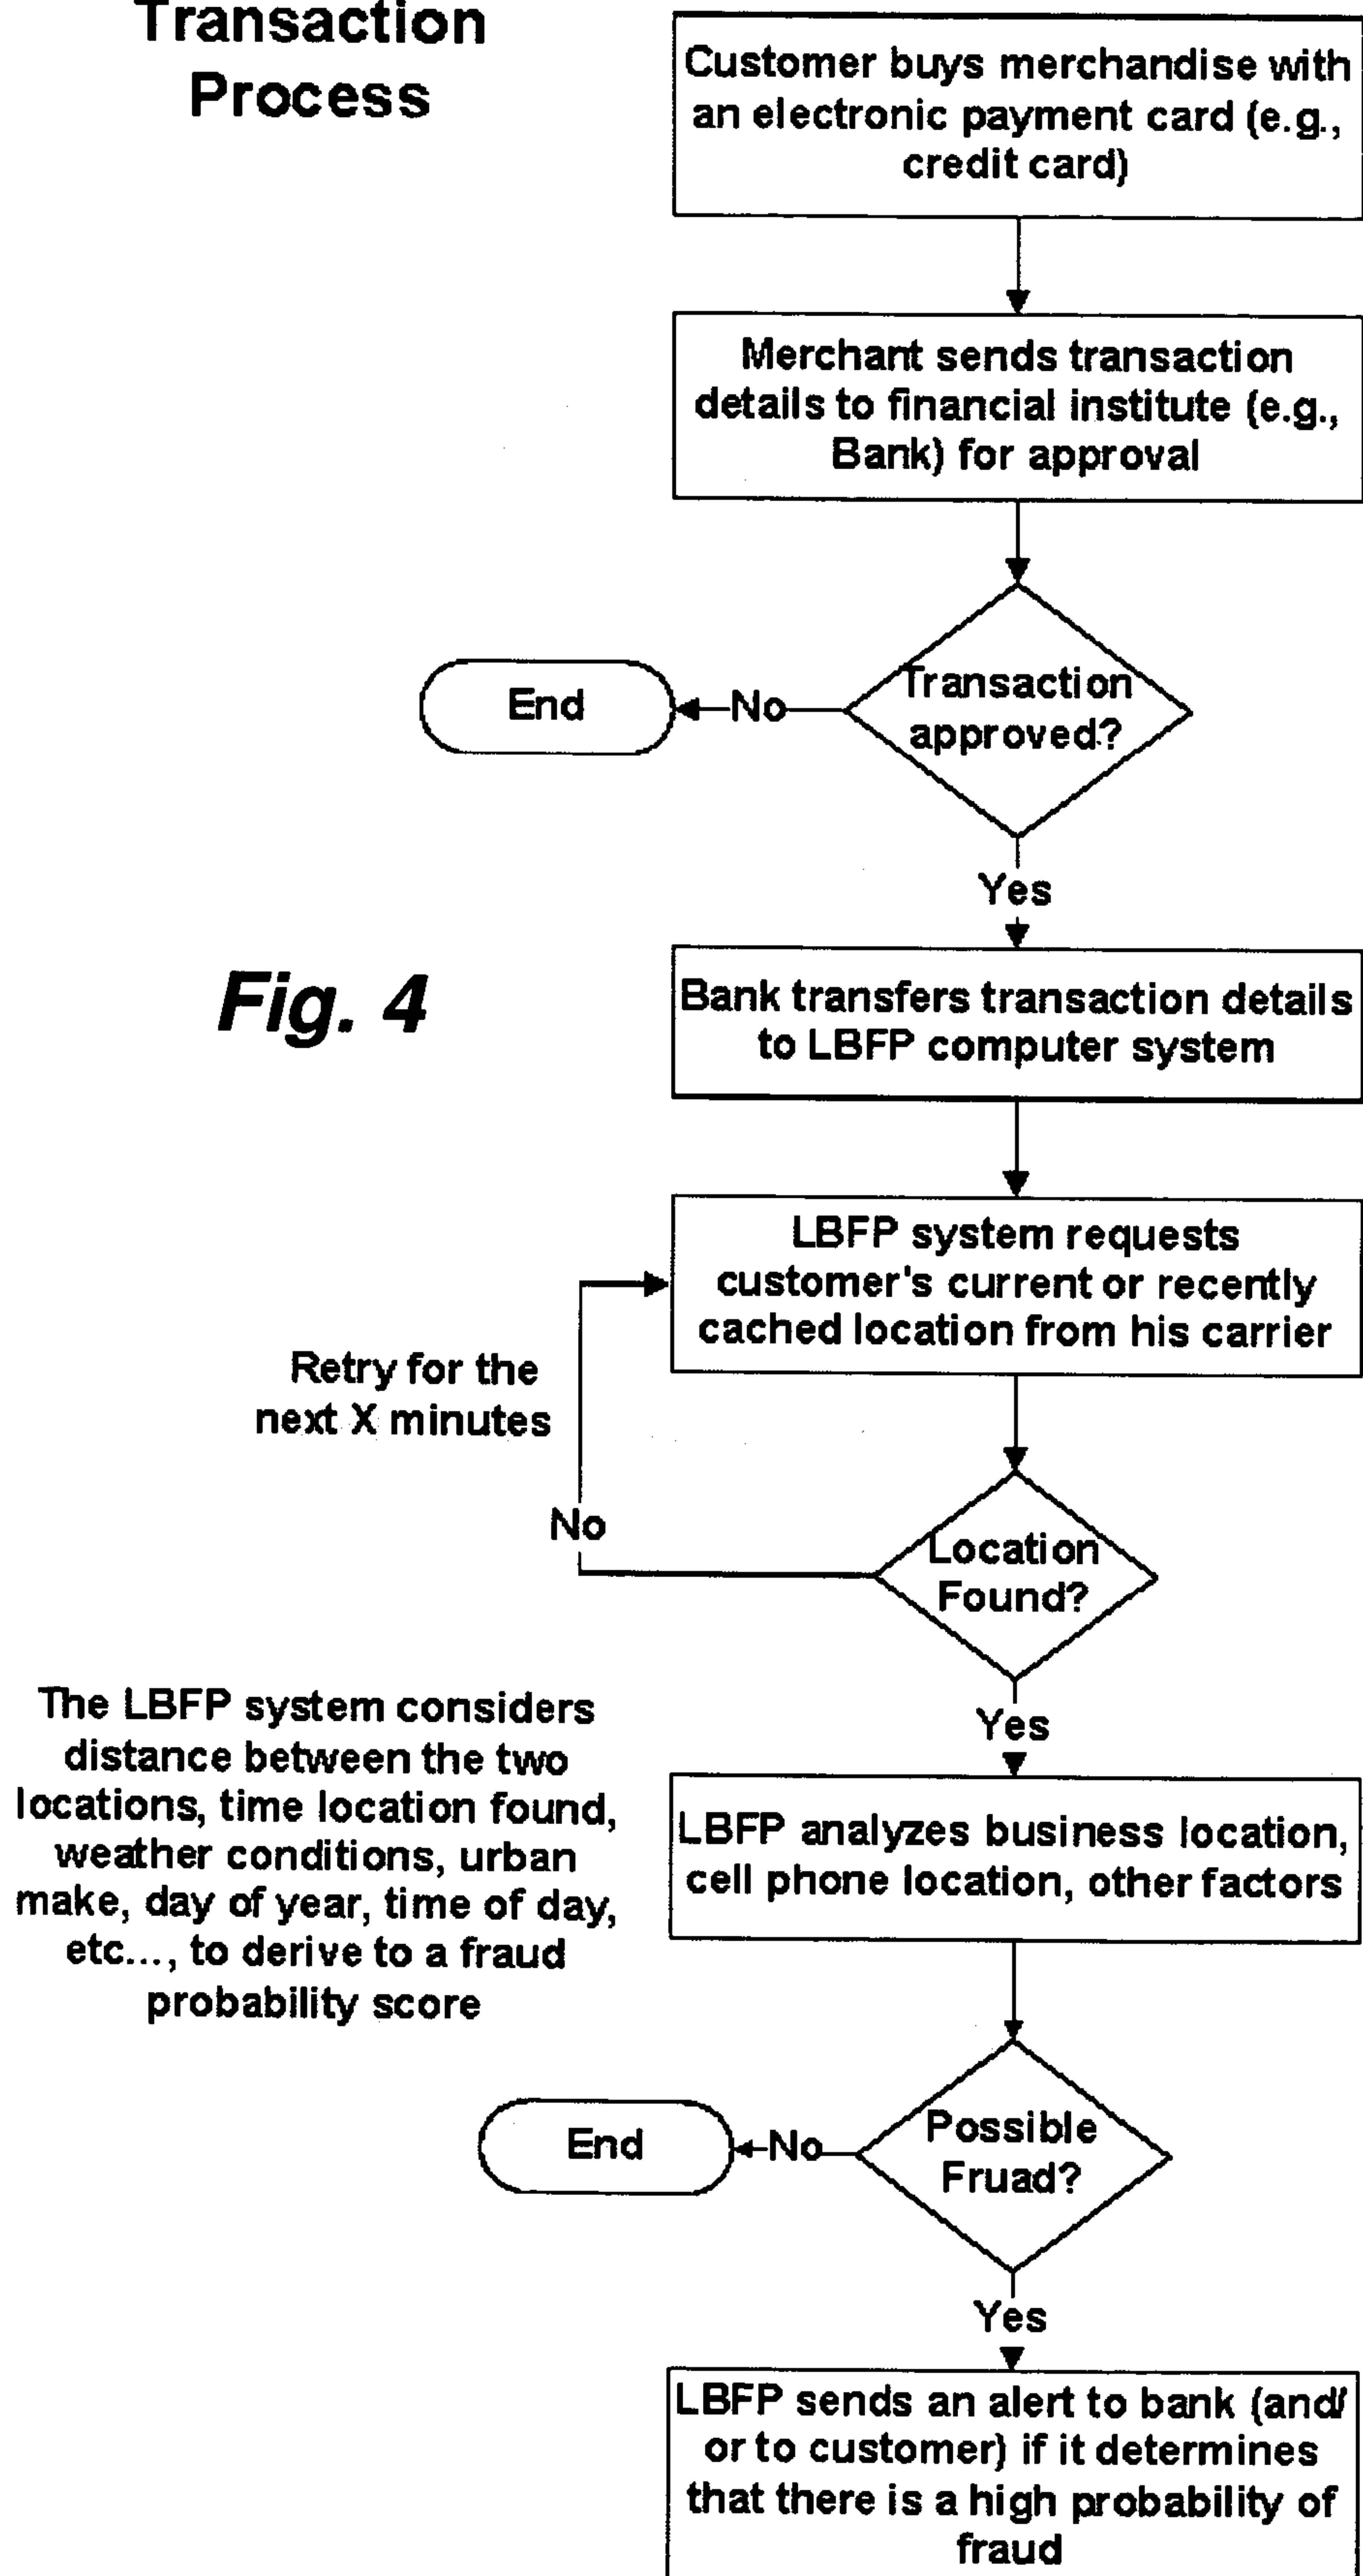 Transaction
Process
Customer buys merchandise with
an electronic payment card (e.g.,
credit card)
Merchant sends transaction
details to financial institute (e.g.,
Bank) for approval
Transaction
approved?
No
End
Yes
Fig. 4
Bank transfers transaction details
to LBFP computer system
LBFP system requests
customer's current or recently
cached location from his carrier
Retry for the
next X minutes
No
Location
Found?
Yes
The LBFP system considers
distance between the two
locations, time location found,
weather conditions, urban
make, day of year, time of day,
etc..., to derive to a fraud
probability score
LBFP analyzes business location,
cell phone location, other factors
Possible
Fruad?
No
End
Yes
LBFP sends an alert to bank (and/
or to customer) if it determines
that there is a high probability of
fraud